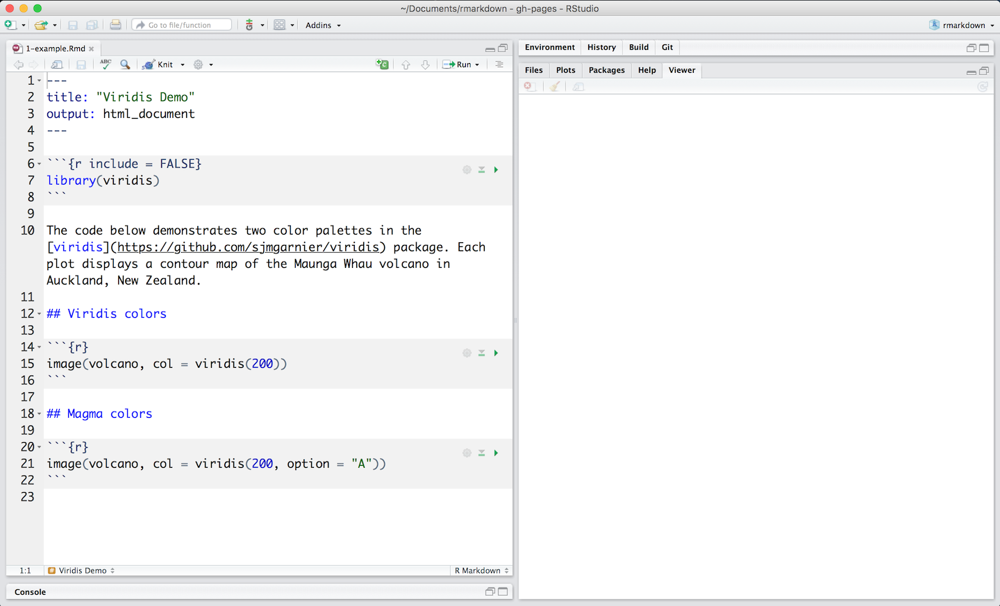 ~/Documents/rmarkdown - gh-pages - RStudio
Go to file/function
Addins
rmarkdown
1-example.Rmd
ABC
Knit
Run
1 ---
2 title: "Viridis Demo"
3 output: html_document
4 ---
5
6 ```{r include = FALSE}
7 library(viridis)
8 ```
9
10 The code below demonstrates two color palettes in the
[viridis](https://github.com/sjmgarnier/viridis) package. Each
plot displays a contour map of the Maunga Whau volcano in
Auckland, New Zealand.
11
12 ## Viridis colors
13
14 ```{r}
15 image(volcano, col = viridis(200))
16 ```
17
18 ## Magma colors
19
20 ```{r}
21 image(volcano, col = viridis(200, option = "A"))
22 ```
23
1:1 # Viridis Demo R Markdown
Console
Environment History Build Git
Files Plots Packages Help Viewer